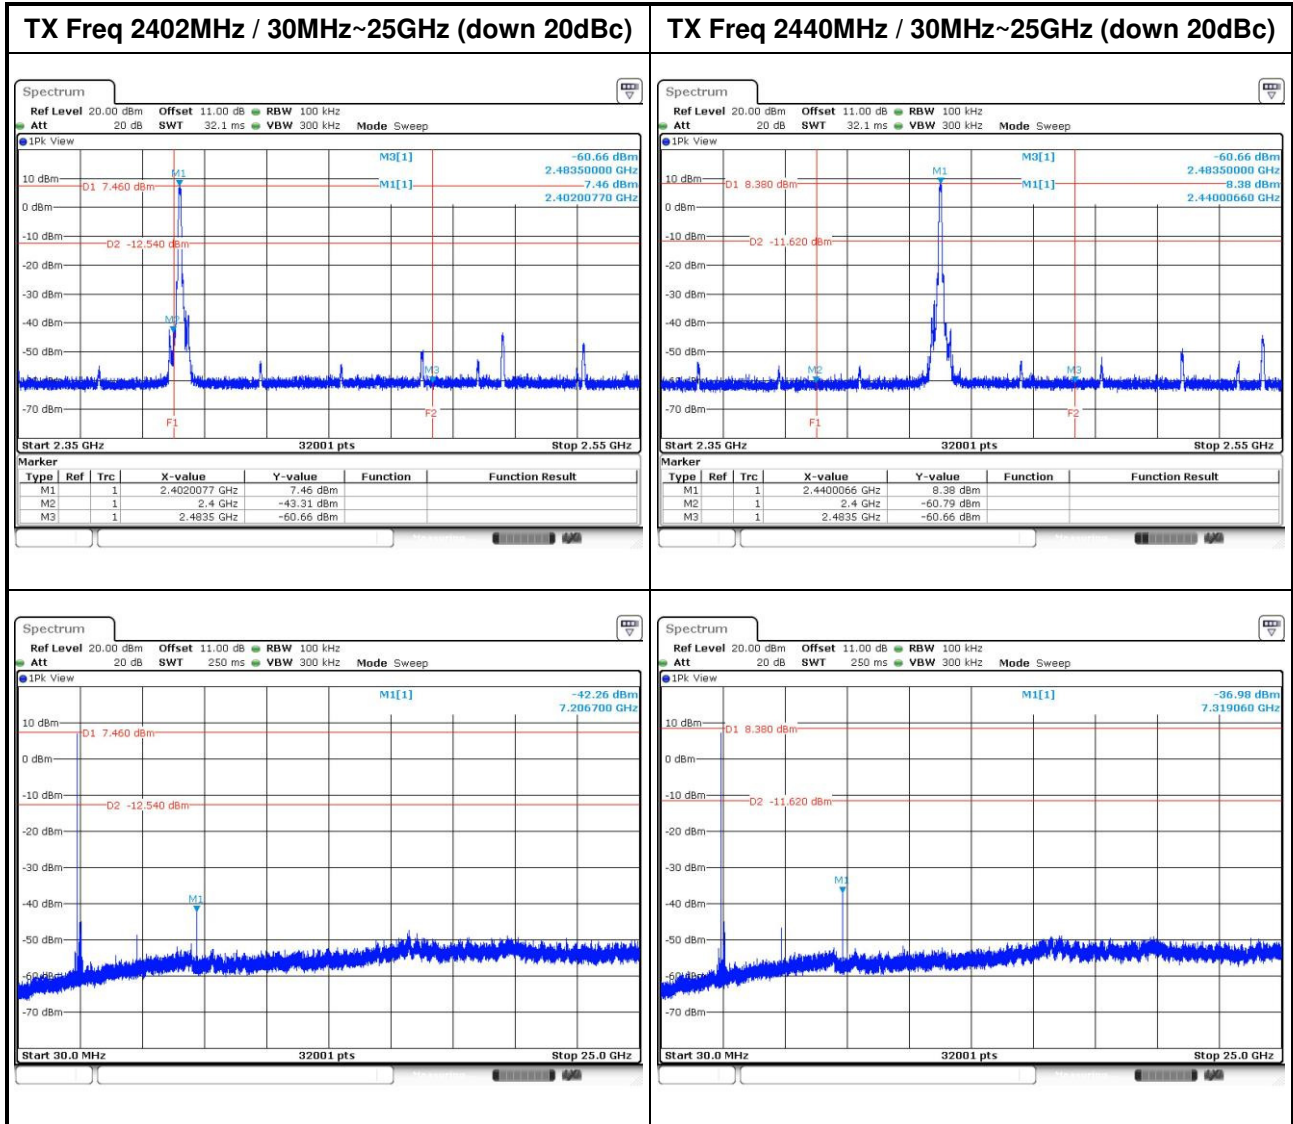 TX Freq 2402MHz / 30MHz~25GHz (down 20dBc)
TX Freq 2440MHz / 30MHz~25GHz (down 20dBc)
Spectrum
Ref Level 20.00 dBm Offset 11.00 dB RBW 100 kHz
Att 20 dB SWT 32.1 ms VBW 300 kHz Mode Sweep
1Pk View
M3[1] -60.66 dBm
2.48350000 GHz
M1[1] 7.46 dBm
2.40200770 GHz
M1
10 dBm
D1 7.460 dBm
0 dBm
-10 dBm
D2 -12.540 dBm
-20 dBm
-30 dBm
-40 dBm
M2
-50 dBm
M3
-70 dBm
F1
F2
Start 2.35 GHz 32001 pts Stop 2.55 GHz
Marker
Type Ref Trc X-value Y-value Function Function Result
M1 1 2.4020077 GHz 7.46 dBm
M2 1 2.4 GHz -43.31 dBm
M3 1 2.4835 GHz -60.66 dBm
Spectrum
Ref Level 20.00 dBm Offset 11.00 dB RBW 100 kHz
Att 20 dB SWT 32.1 ms VBW 300 kHz Mode Sweep
1Pk View
M3[1] -60.66 dBm
2.48350000 GHz
M1[1] 8.38 dBm
2.44000660 GHz
M1
10 dBm
D1 8.380 dBm
0 dBm
-10 dBm
D2 -11.620 dBm
-20 dBm
-30 dBm
-40 dBm
-50 dBm
M2
M3
-70 dBm
F1
F2
Start 2.35 GHz 32001 pts Stop 2.55 GHz
Marker
Type Ref Trc X-value Y-value Function Function Result
M1 1 2.4400066 GHz 8.38 dBm
M2 1 2.4 GHz -60.79 dBm
M3 1 2.4835 GHz -60.66 dBm
Spectrum
Ref Level 20.00 dBm Offset 11.00 dB RBW 100 kHz
Att 20 dB SWT 250 ms VBW 300 kHz Mode Sweep
1Pk View
M1[1] -42.26 dBm
7.206700 GHz
10 dBm
D1 7.460 dBm
0 dBm
-10 dBm
D2 -12.540 dBm
-20 dBm
-30 dBm
M1
-40 dBm
-50 dBm
-60 dBm
-70 dBm
Start 30.0 MHz 32001 pts Stop 25.0 GHz
Spectrum
Ref Level 20.00 dBm Offset 11.00 dB RBW 100 kHz
Att 20 dB SWT 250 ms VBW 300 kHz Mode Sweep
1Pk View
M1[1] -36.98 dBm
7.319060 GHz
10 dBm
D1 8.380 dBm
0 dBm
-10 dBm
D2 -11.620 dBm
-20 dBm
-30 dBm
M1
-40 dBm
-50 dBm
-60 dBm
-70 dBm
Start 30.0 MHz 32001 pts Stop 25.0 GHz